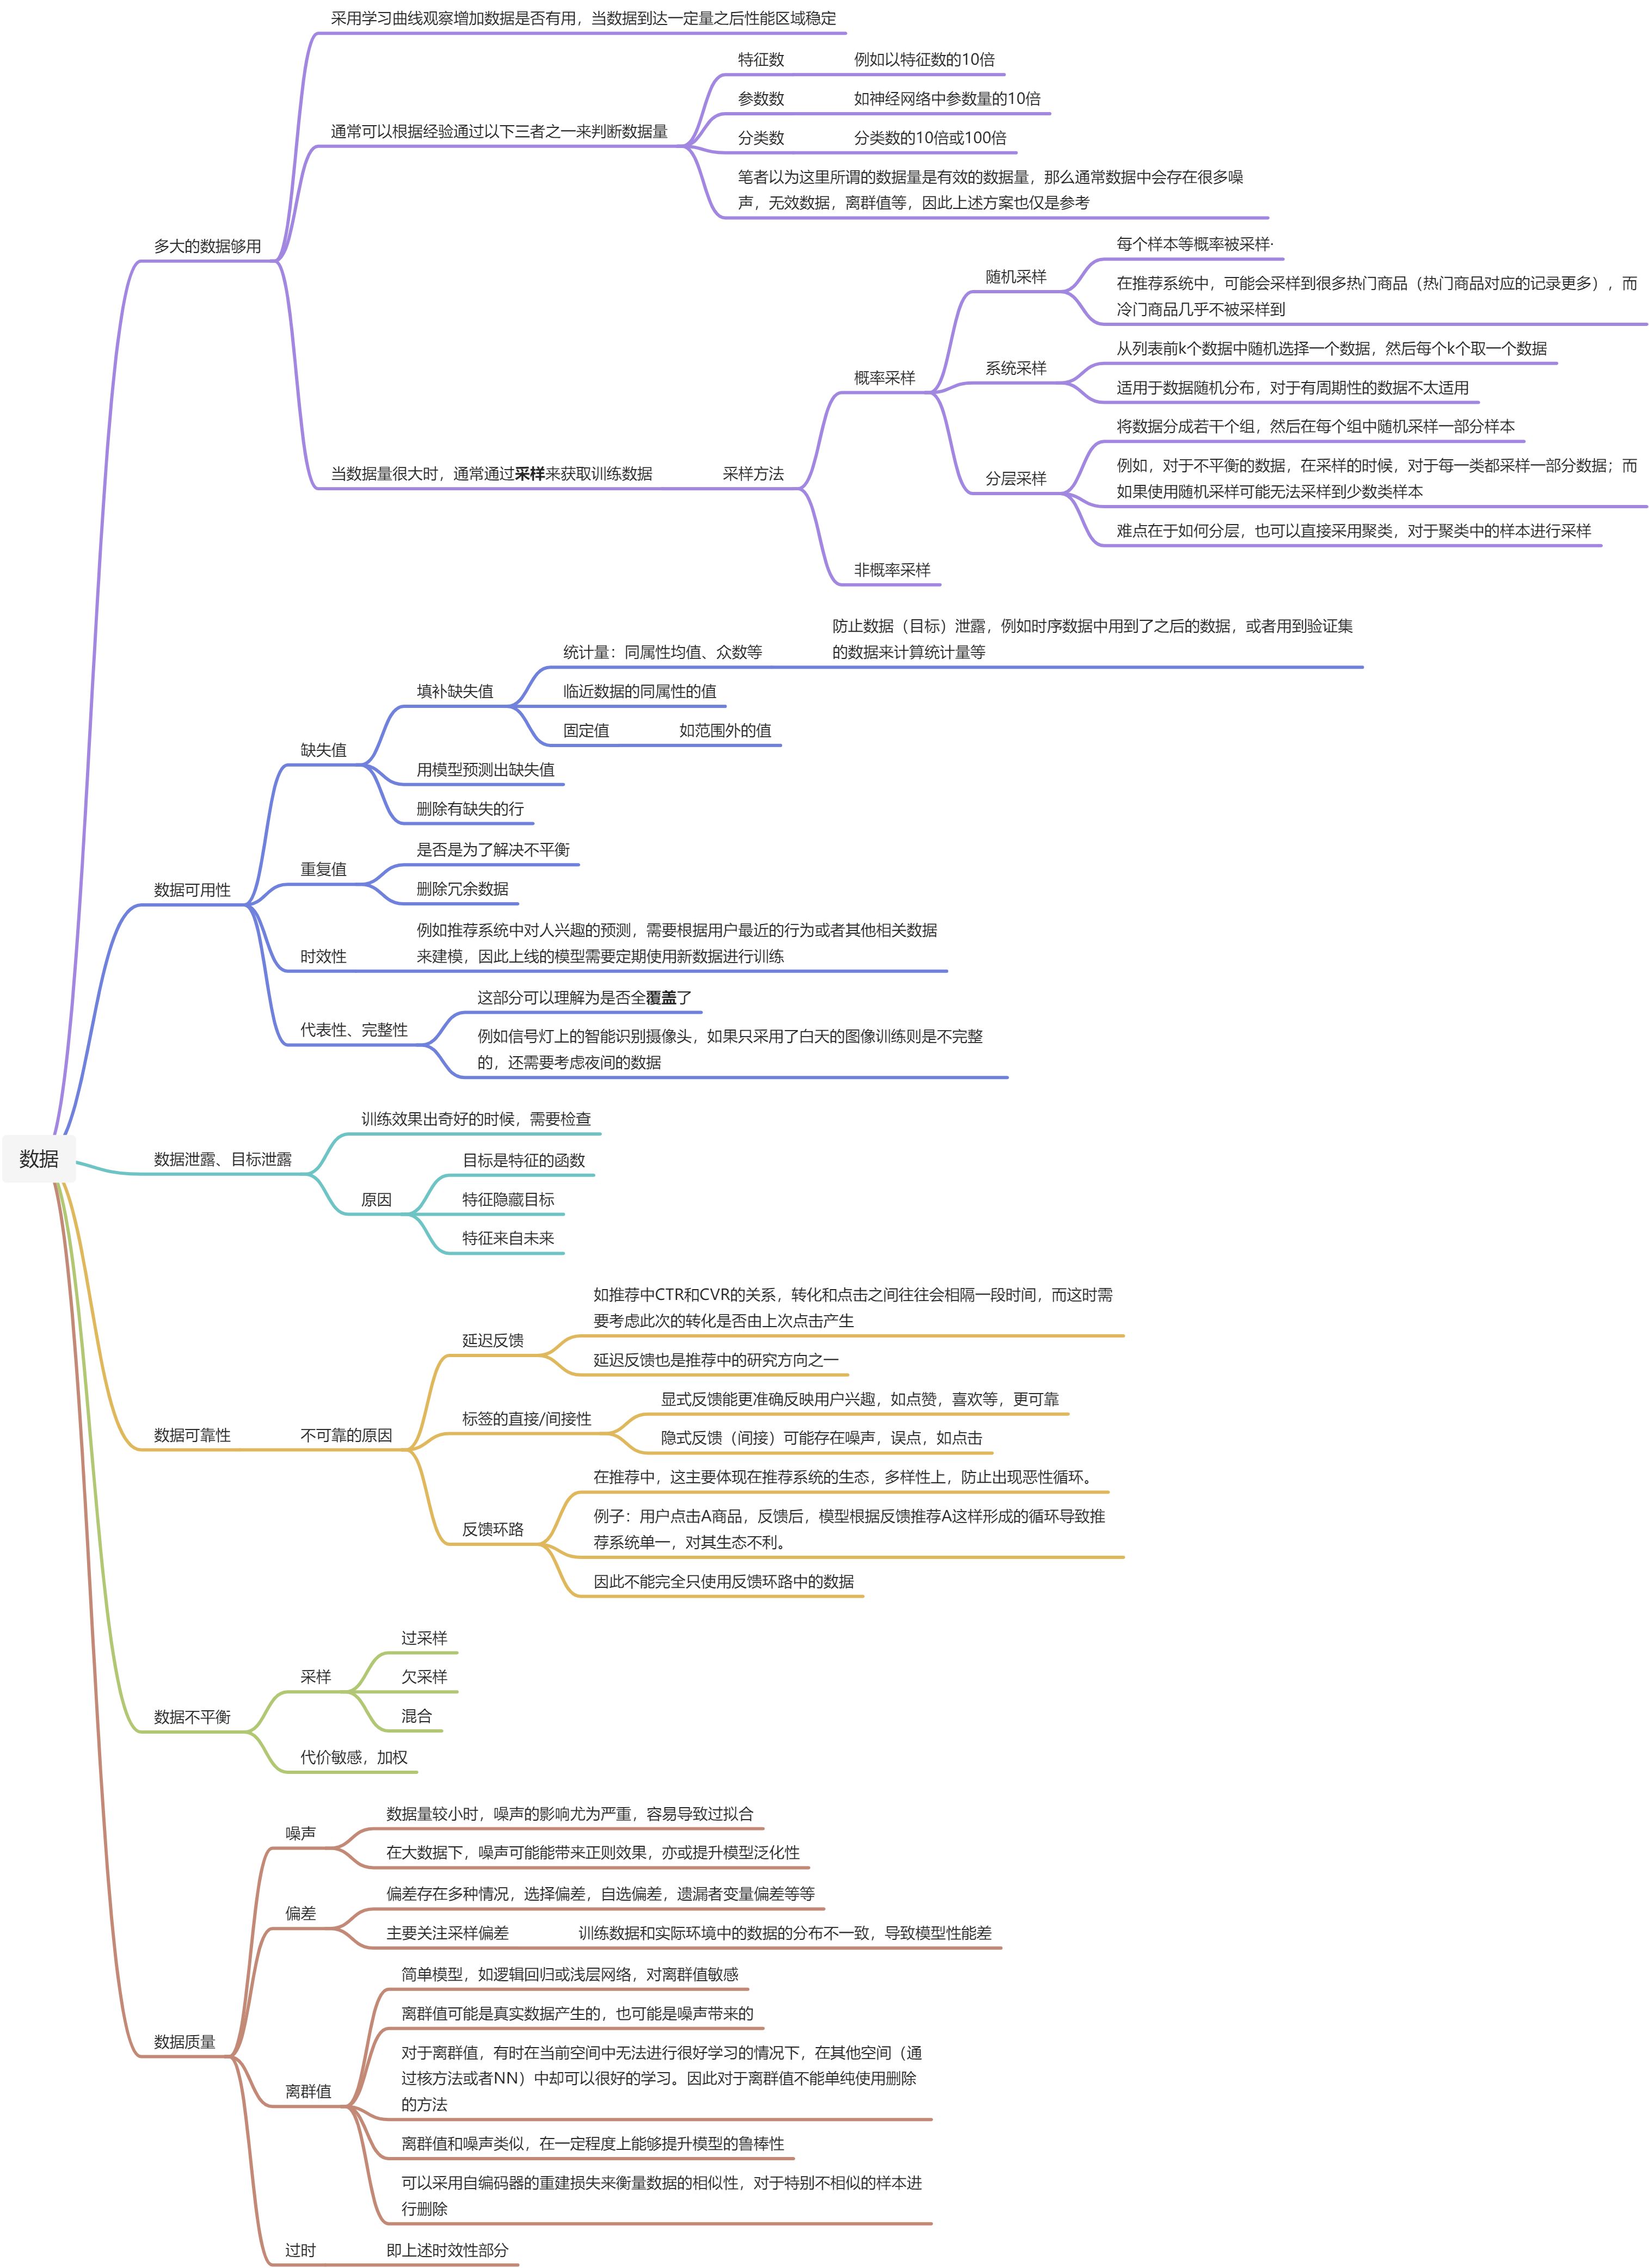 数据
多大的数据够用
采用学习曲线观察增加数据是否有用，当数据到达一定量之后性能区域稳定
通常可以根据经验通过以下三者之一来判断数据量
特征数
例如以特征数的10倍
参数数
如神经网络中参数量的10倍
分类数
分类数的10倍或100倍
笔者以为这里所谓的数据量是有效的数据量，那么通常数据中会存在很多噪
声，无效数据，离群值等，因此上述方案也仅是参考
当数据量很大时，通常通过采样来获取训练数据
采样方法
概率采样
随机采样
每个样本等概率被采样·
在推荐系统中，可能会采样到很多热门商品（热门商品对应的记录更多），而
冷门商品几乎不被采样到
系统采样
从列表前k个数据中随机选择一个数据，然后每个k个取一个数据
适用于数据随机分布，对于有周期性的数据不太适用
分层采样
将数据分成若干个组，然后在每个组中随机采样一部分样本
例如，对于不平衡的数据，在采样的时候，对于每一类都采样一部分数据；而
如果使用随机采样可能无法采样到少数类样本
难点在于如何分层，也可以直接采用聚类，对于聚类中的样本进行采样
非概率采样
数据可用性
缺失值
填补缺失值
统计量：同属性均值、众数等
防止数据（目标）泄露，例如时序数据中用到了之后的数据，或者用到验证集
的数据来计算统计量等
临近数据的同属性的值
固定值
如范围外的值
用模型预测出缺失值
删除有缺失的行
重复值
是否是为了解决不平衡
删除冗余数据
时效性
例如推荐系统中对人兴趣的预测，需要根据用户最近的行为或者其他相关数据
来建模，因此上线的模型需要定期使用新数据进行训练
代表性、完整性
这部分可以理解为是否全覆盖了
例如信号灯上的智能识别摄像头，如果只采用了白天的图像训练则是不完整
的，还需要考虑夜间的数据
数据泄露、目标泄露
训练效果出奇好的时候，需要检查
原因
目标是特征的函数
特征隐藏目标
特征来自未来
数据可靠性
不可靠的原因
延迟反馈
如推荐中CTR和CVR的关系，转化和点击之间往往会相隔一段时间，而这时需
要考虑此次的转化是否由上次点击产生
延迟反馈也是推荐中的研究方向之一
标签的直接/间接性
显式反馈能更准确反映用户兴趣，如点赞，喜欢等，更可靠
隐式反馈（间接）可能存在噪声，误点，如点击
反馈环路
在推荐中，这主要体现在推荐系统的生态，多样性上，防止出现恶性循环。
例子：用户点击A商品，反馈后，模型根据反馈推荐A这样形成的循环导致推
荐系统单一，对其生态不利。
因此不能完全只使用反馈环路中的数据
数据不平衡
采样
过采样
欠采样
混合
代价敏感，加权
数据质量
噪声
数据量较小时，噪声的影响尤为严重，容易导致过拟合
在大数据下，噪声可能能带来正则效果，亦或提升模型泛化性
偏差
偏差存在多种情况，选择偏差，自选偏差，遗漏者变量偏差等等
主要关注采样偏差
训练数据和实际环境中的数据的分布不一致，导致模型性能差
离群值
简单模型，如逻辑回归或浅层网络，对离群值敏感
离群值可能是真实数据产生的，也可能是噪声带来的
对于离群值，有时在当前空间中无法进行很好学习的情况下，在其他空间（通
过核方法或者NN）中却可以很好的学习。因此对于离群值不能单纯使用删除
的方法
离群值和噪声类似，在一定程度上能够提升模型的鲁棒性
可以采用自编码器的重建损失来衡量数据的相似性，对于特别不相似的样本进
行删除
过时
即上述时效性部分